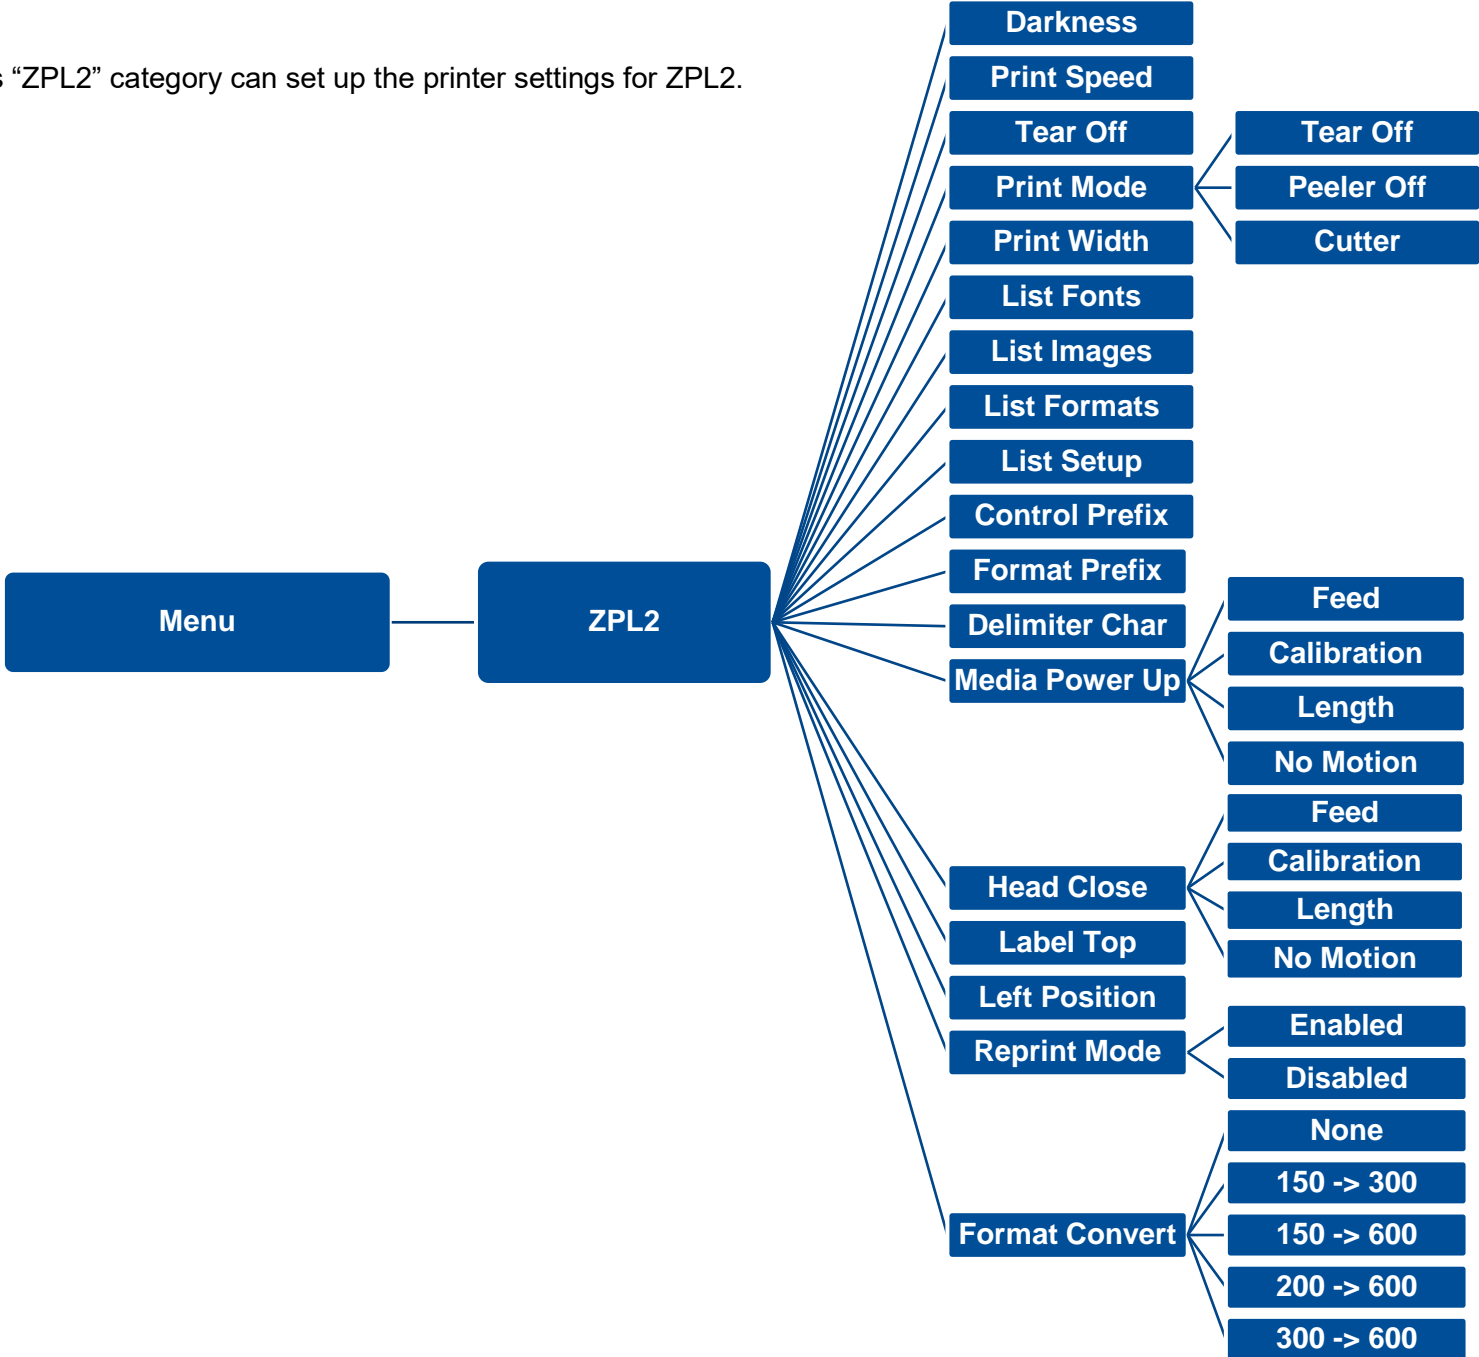 s “ZPL2” category can set up the printer settings for ZPL2.
Menu
ZPL2
Darkness
Print Speed
Tear Off
Print Mode
Tear Off
Peeler Off
Cutter
Print Width
List Fonts
List Images
List Formats
List Setup
Control Prefix
Format Prefix
Delimiter Char
Media Power Up
Feed
Calibration
Length
No Motion
Head Close
Feed
Calibration
Length
No Motion
Label Top
Left Position
Reprint Mode
Enabled
Disabled
Format Convert
None
150 -> 300
150 -> 600
200 -> 600
300 -> 600